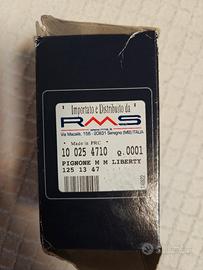 Importato e Distribuito da
RMS
Via Macallè, 156 - 20831 Seregno (MB) ITALIA
Made in PRC
10 025 4710 Q.0001
PIGNONE M M LIBERTY
125 13 47
subito